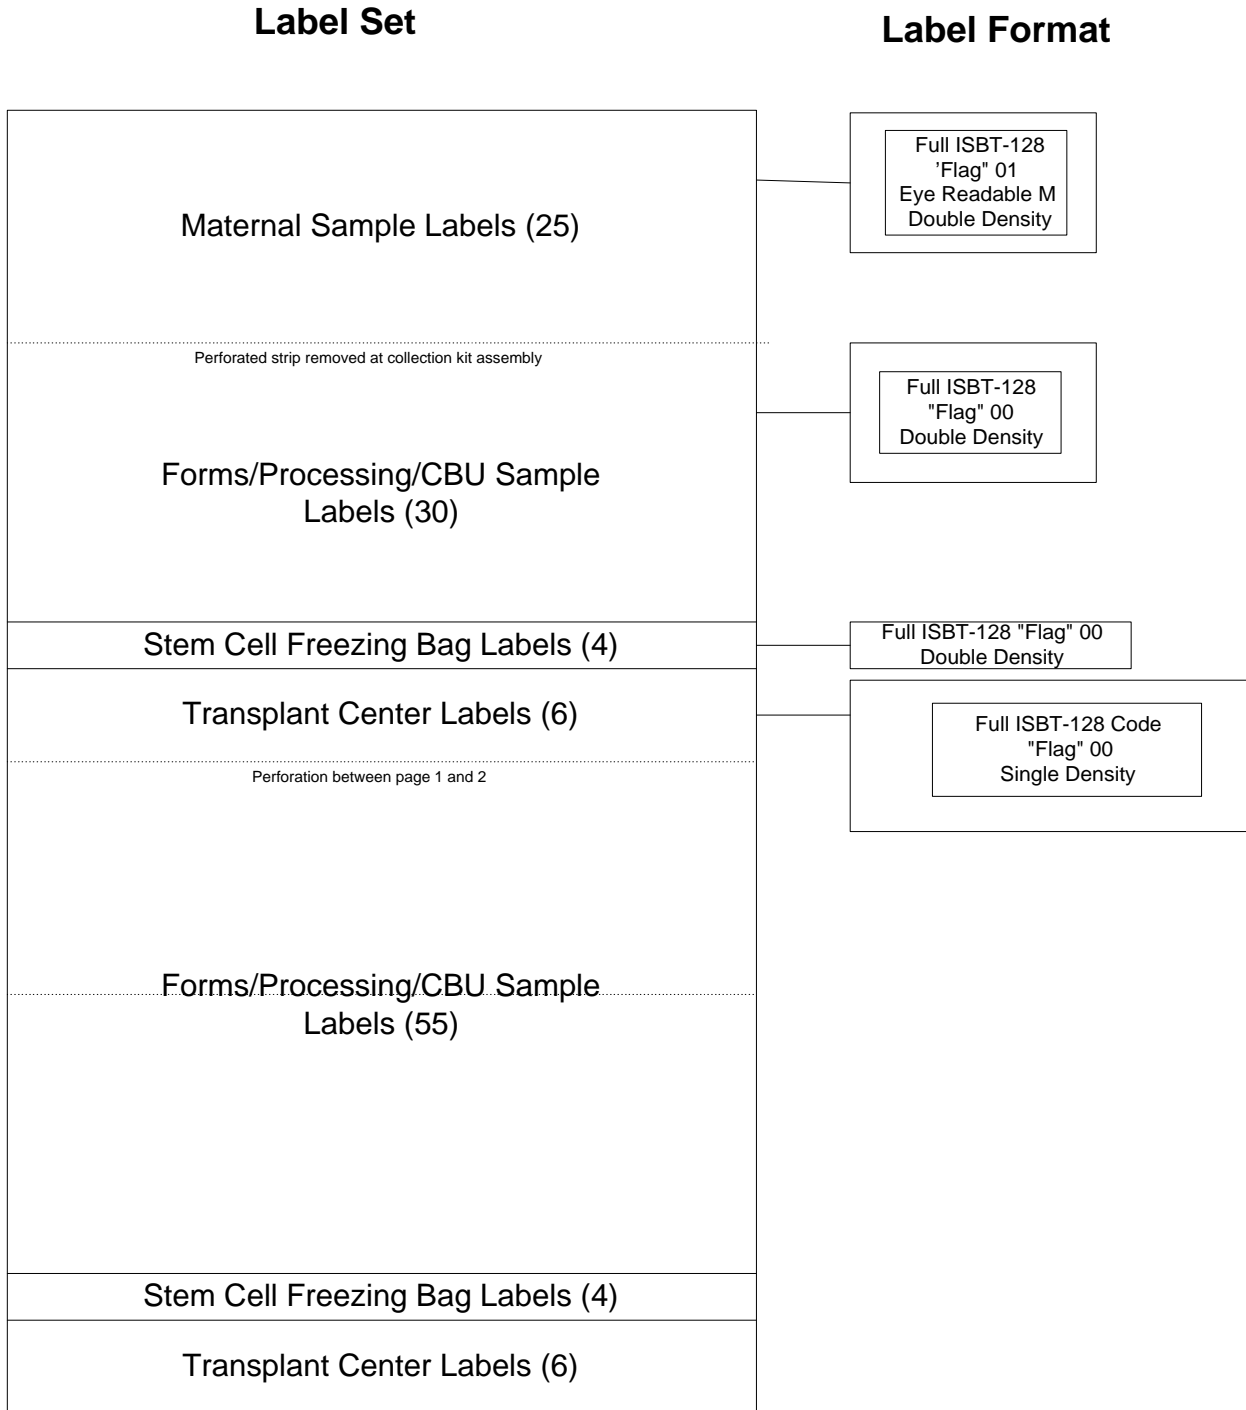 Label Set
Label Format
Maternal Sample Labels (25)
Full ISBT-128
'Flag" 01
Eye Readable M
Double Density
Perforated strip removed at collection kit assembly
Forms/Processing/CBU Sample
Labels (30)
Full ISBT-128
"Flag" 00
Double Density
Stem Cell Freezing Bag Labels (4)
Full ISBT-128 "Flag" 00
Double Density
Transplant Center Labels (6)
Full ISBT-128 Code
"Flag" 00
Single Density
Perforation between page 1 and 2
Forms/Processing/CBU Sample
Labels (55)
Stem Cell Freezing Bag Labels (4)
Transplant Center Labels (6)